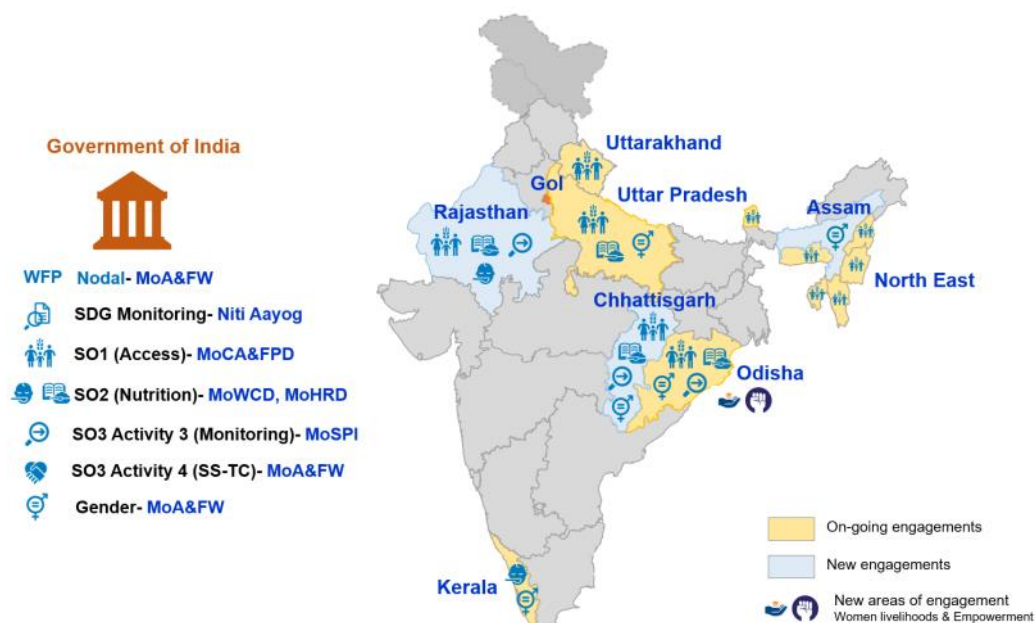 Government of India
WFP Nodal- MoA&FW
SDG Monitoring- Niti Aayog
SO1 (Access)- MoCA&FPD
SO2 (Nutrition)- MoWCD, MoHRD
SO3 Activity 3 (Monitoring)- MoSPI
SO3 Activity 4 (SS-TC)- MoA&FW
Gender- MoA&FW
Uttarakhand
GoI
Uttar Pradesh
Rajasthan
Assam
North East
Chhattisgarh
Odisha
Kerala
On-going engagements
New engagements
New areas of engagement
Women livelihoods & Empowerment